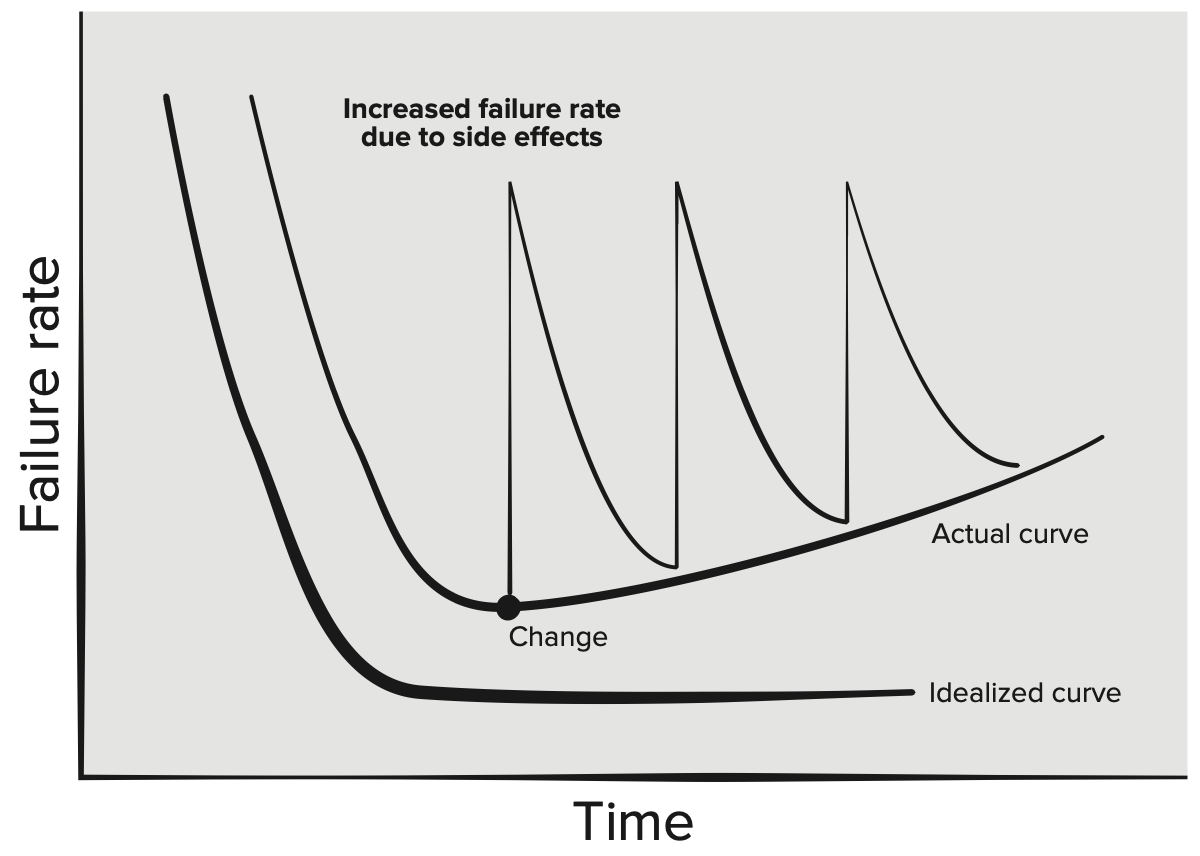 Increased failure rate
due to side effects
Failure rate
Actual curve
Change
Idealized curve
Time